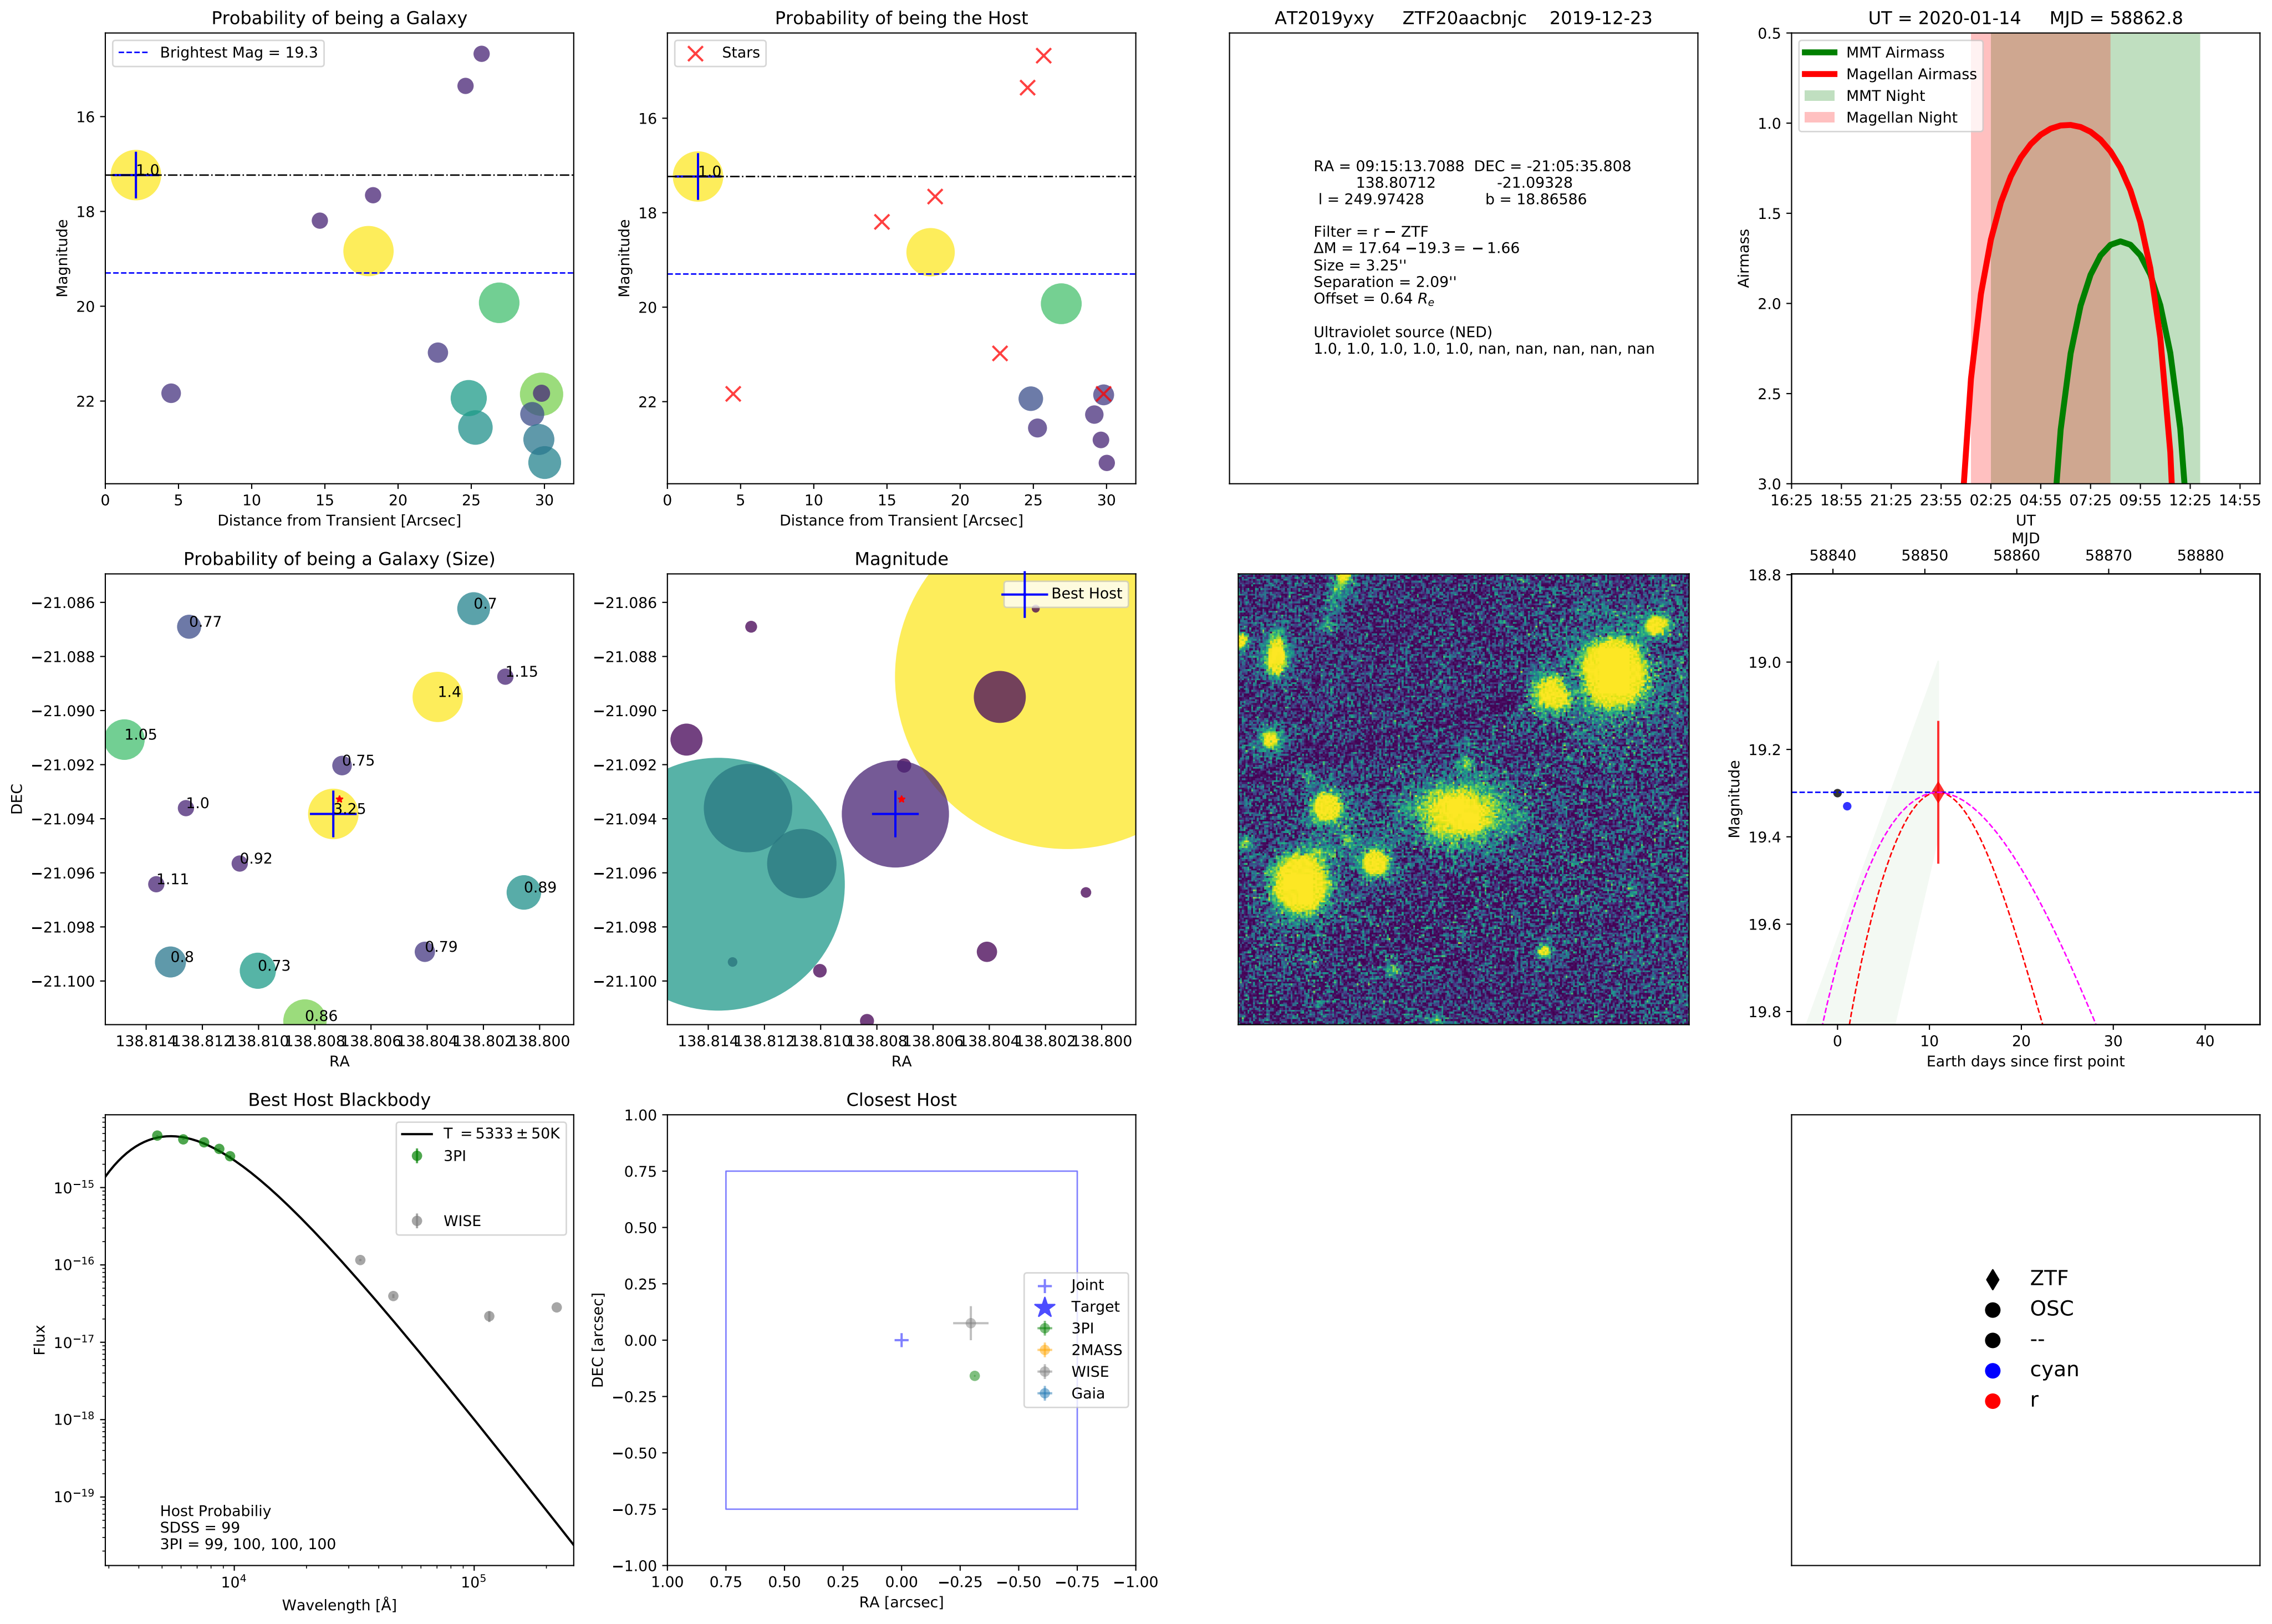 Probability of being a Galaxy
Brightest Mag = 19.3
1.0
16
18
20
22
Magnitude
0 5 10 15 20 25 30
Distance from Transient [Arcsec]
Probability of being the Host
Stars
1.0
16
18
20
22
Magnitude
0 5 10 15 20 25 30
Distance from Transient [Arcsec]
AT2019yxy ZTF20aacbnjc 2019-12-23
RA = 09:15:13.7088 DEC = -21:05:35.808
138.80712 -21.09328
l = 249.97428 b = 18.86586
Filter = r − ZTF
ΔM = 17.64 −19.3 = − 1.66
Size = 3.25''
Separation = 2.09''
Offset = 0.64 Re
Ultraviolet source (NED)
1.0, 1.0, 1.0, 1.0, 1.0, nan, nan, nan, nan, nan
UT = 2020-01-14 MJD = 58862.8
MMT Airmass
Magellan Airmass
MMT Night
Magellan Night
0.5
1.0
1.5
2.0
2.5
3.0
Airmass
16:25 18:55 21:25 23:55 02:25 04:55 07:25 09:55 12:25 14:55
UT
Probability of being a Galaxy (Size)
−21.086
−21.088
−21.090
−21.092
−21.094
−21.096
−21.098
−21.100
DEC
0.7
0.77
1.15
1.4
1.05
0.75
1.0
3.25
0.92
1.11
0.89
0.79
0.8
0.73
0.86
138.814 138.812 138.810 138.808 138.806 138.804 138.802 138.800
RA
Magnitude
Best Host
−21.086
−21.088
−21.090
−21.092
−21.094
−21.096
−21.098
−21.100
138.814 138.812 138.810 138.808 138.806 138.804 138.802 138.800
RA
MJD
58840 58850 58860 58870 58880
18.8
19.0
19.2
19.4
19.6
19.8
Magnitude
0 10 20 30 40
Earth days since first point
Best Host Blackbody
T = 5333 ± 50K
3PI
WISE
10−15
10−16
10−17
10−18
10−19
Flux
Host Probabiliy
SDSS = 99
3PI = 99, 100, 100, 100
104 105
Wavelength [Å]
Closest Host
1.00
0.75
0.50
0.25
0.00
−0.25
−0.50
−0.75
−1.00
DEC [arcsec]
Joint
Target
3PI
2MASS
WISE
Gaia
1.00 0.75 0.50 0.25 0.00 −0.25 −0.50 −0.75 −1.00
RA [arcsec]
ZTF
OSC
--
cyan
r